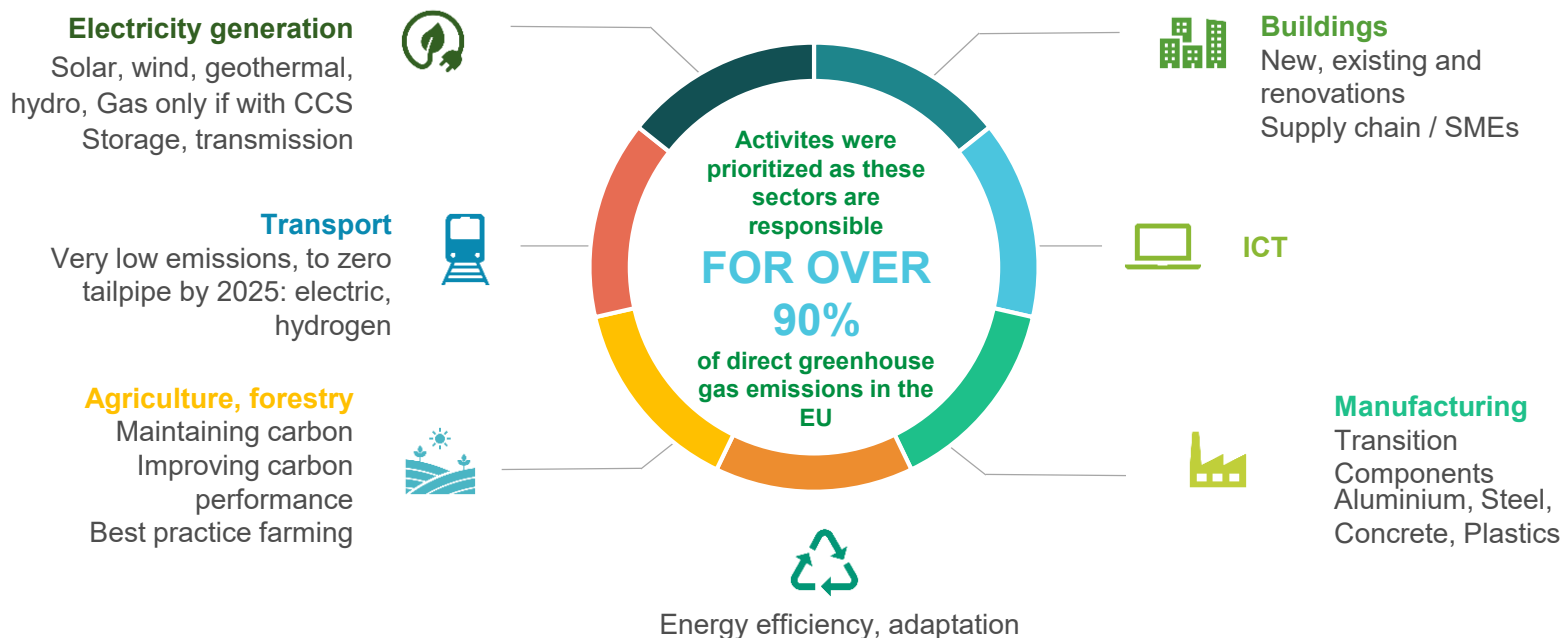 Electricity generation
Solar, wind, geothermal,
hydro, Gas only if with CCS
Storage, transmission
Transport
Very low emissions, to zero
tailpipe by 2025: electric,
hydrogen
Agriculture, forestry
Maintaining carbon
Improving carbon
performance
Best practice farming
Activites were
prioritized as these
sectors are
responsible
FOR OVER
90%
of direct greenhouse
gas emissions in the
EU
Buildings
New, existing and
renovations
Supply chain / SMEs
ICT
Manufacturing
Transition
Components
Aluminium, Steel,
Concrete, Plastics
Energy efficiency, adaptation